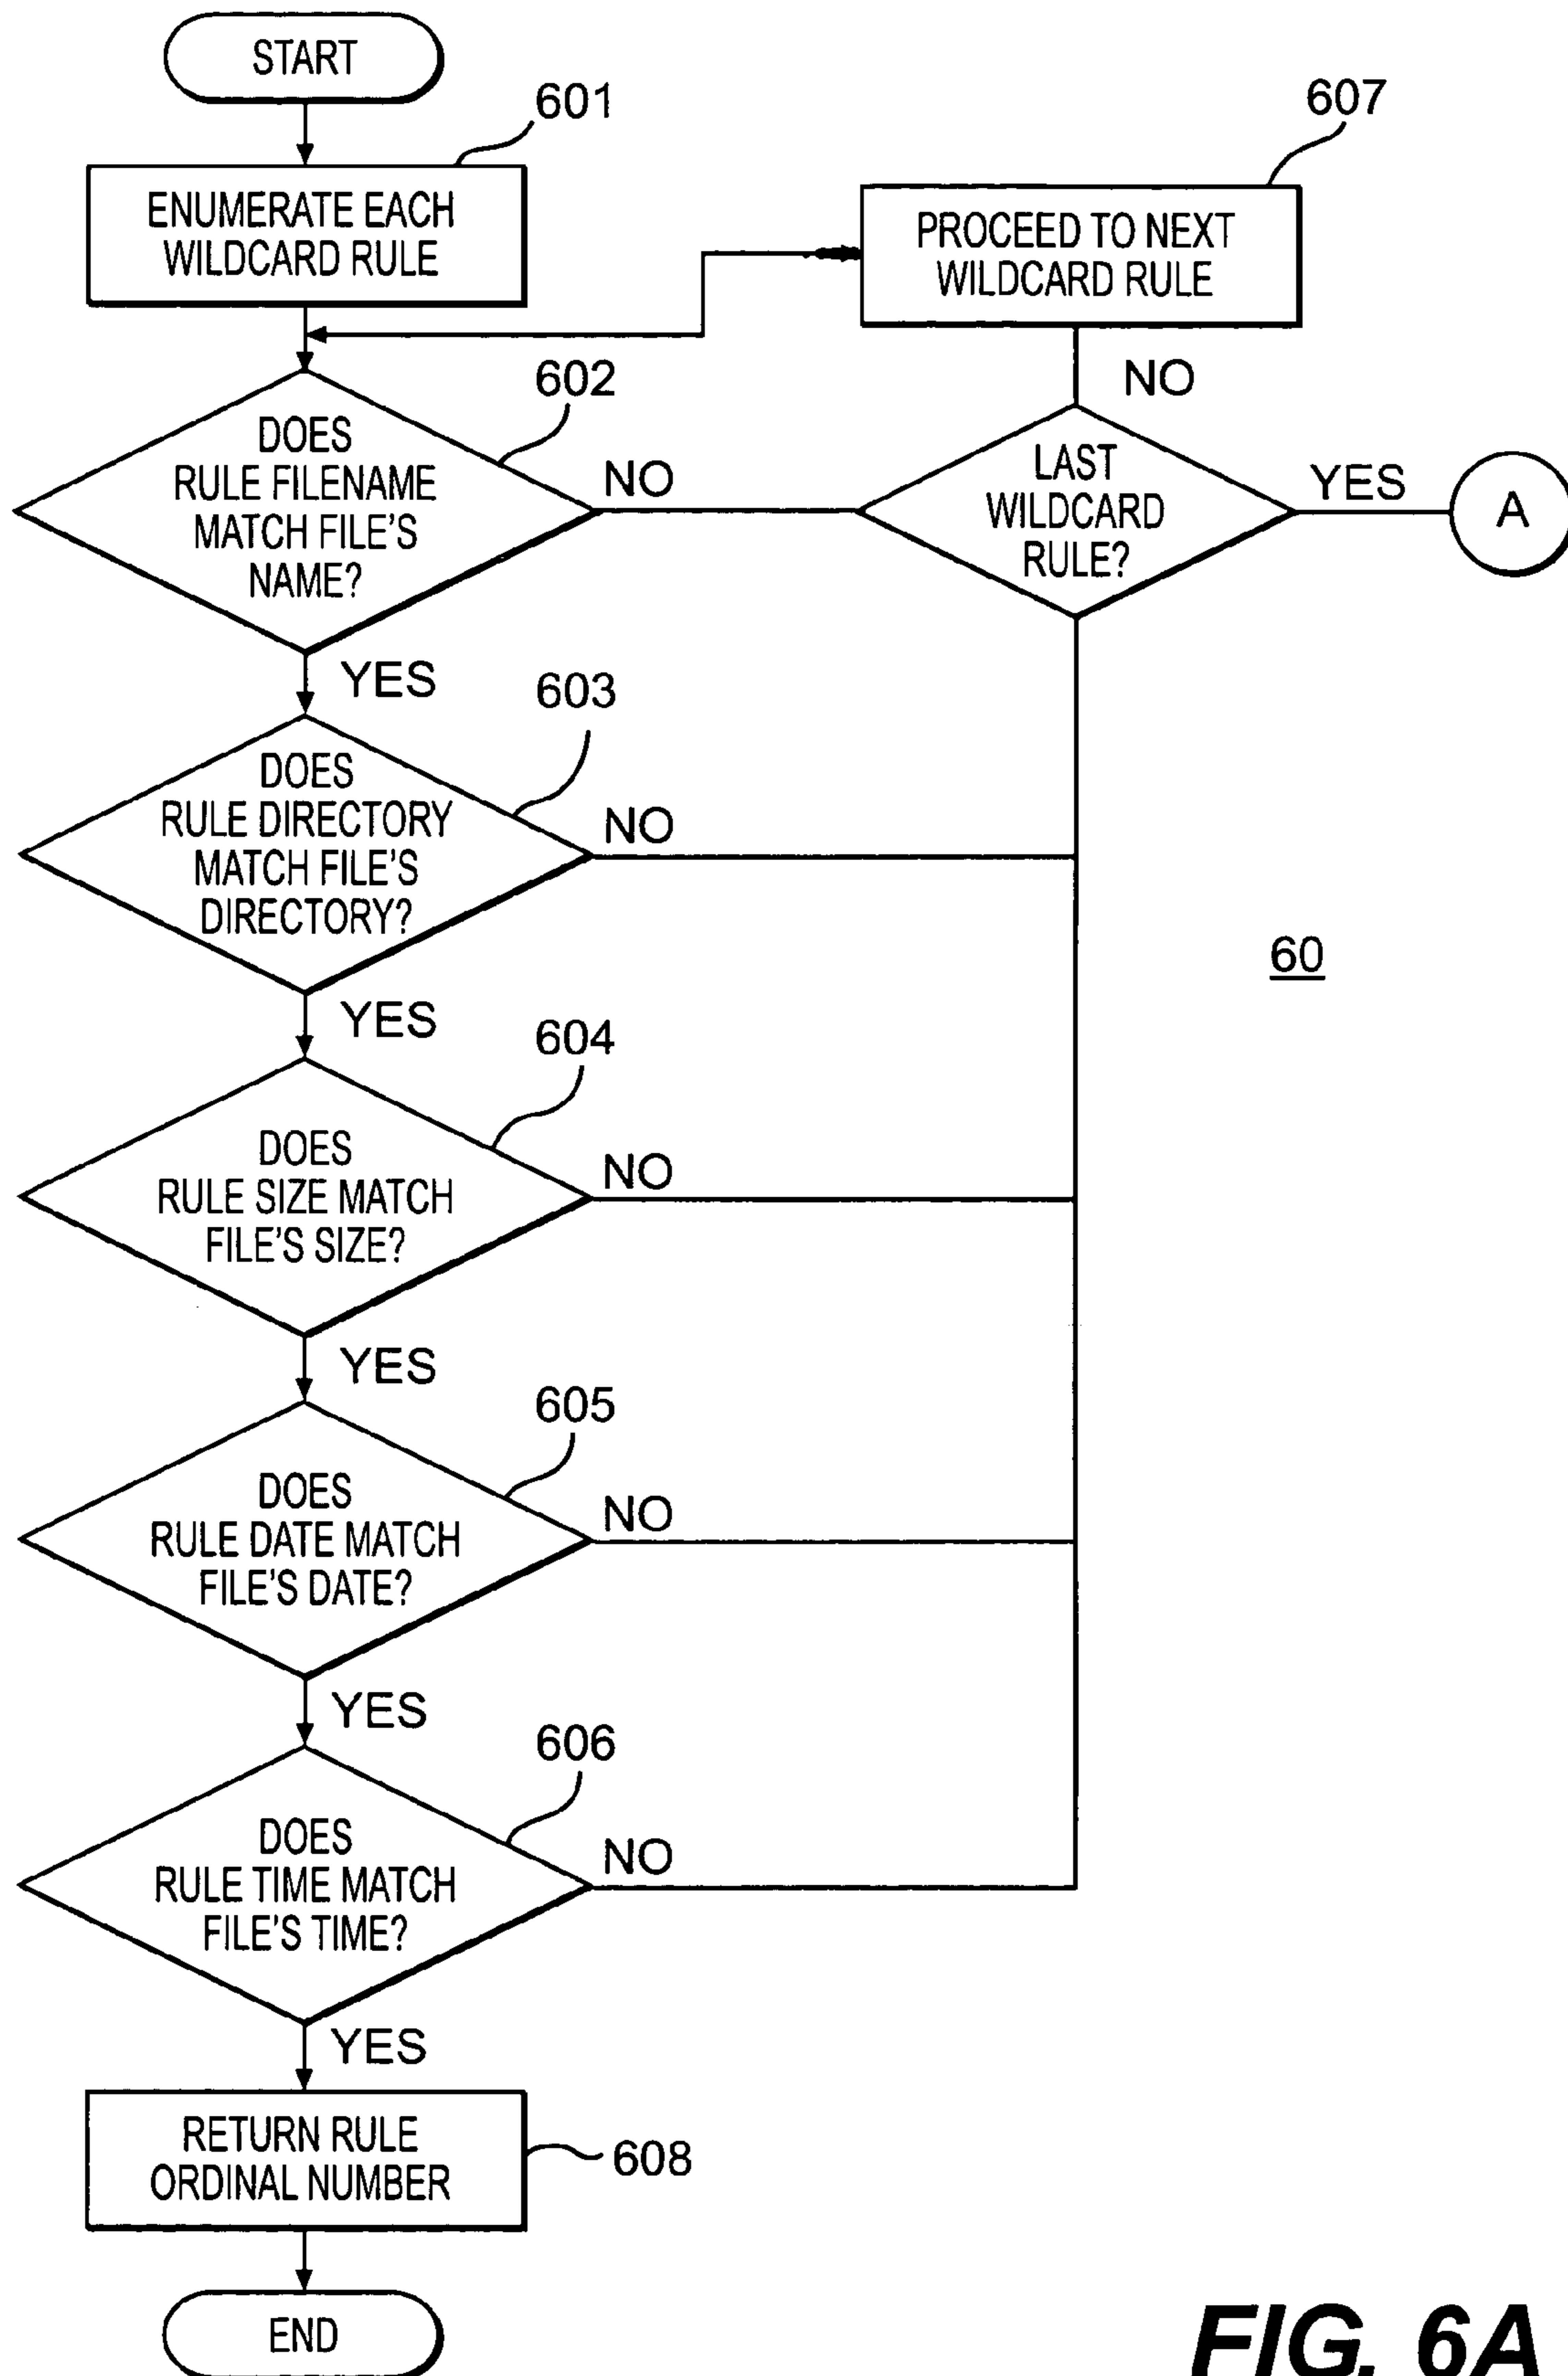 START
601
607
ENUMERATE EACH
WILDCARD RULE
PROCEED TO NEXT
WILDCARD RULE
602
NO
DOES
RULE FILENAME
MATCH FILE'S
NAME?
NO
LAST
WILDCARD
RULE?
YES
A
YES
603
DOES
RULE DIRECTORY
MATCH FILE'S
DIRECTORY?
NO
60
YES
604
DOES
RULE SIZE MATCH
FILE'S SIZE?
NO
YES
605
DOES
RULE DATE MATCH
FILE'S DATE?
NO
YES
606
DOES
RULE TIME MATCH
FILE'S TIME?
NO
YES
RETURN RULE
ORDINAL NUMBER
608
END
FIG. 6A